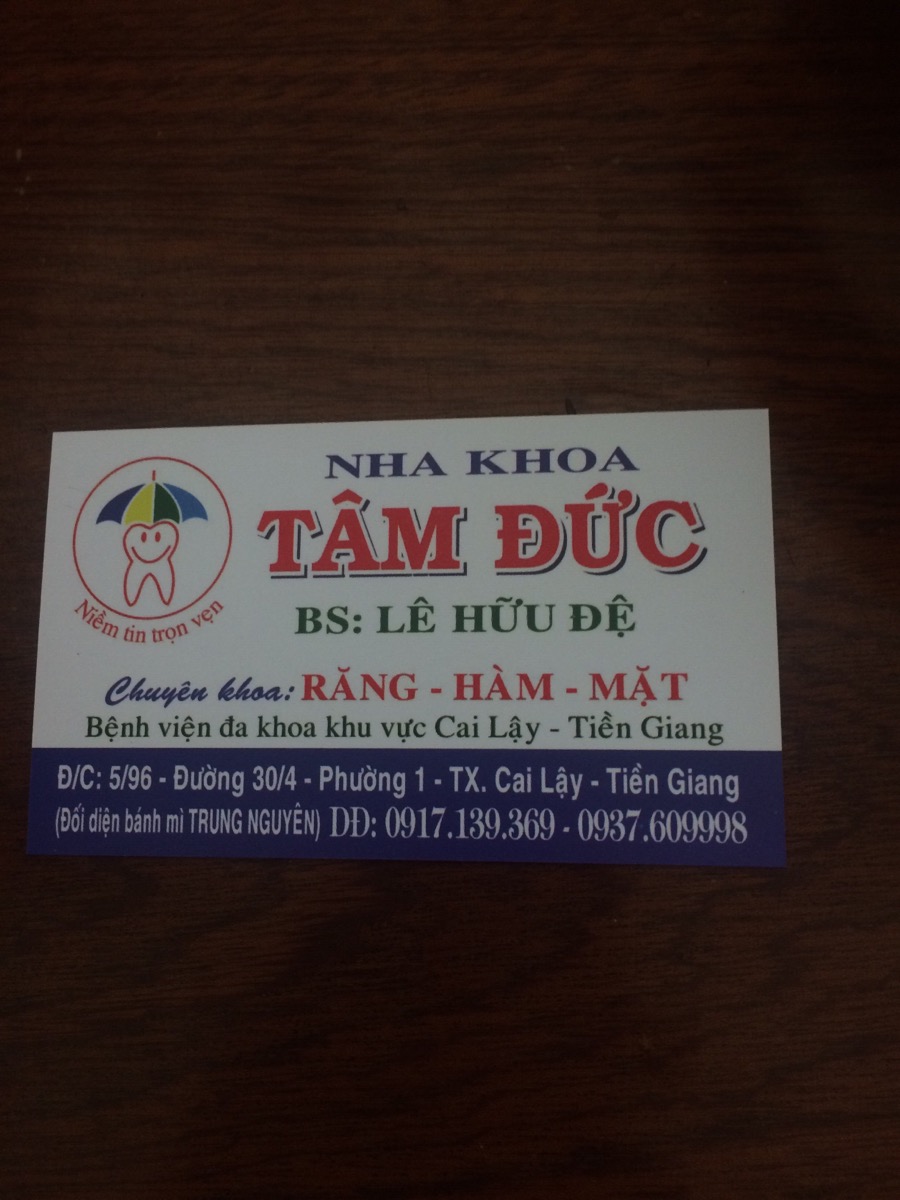 NHA KHOA
TÂM ĐỨC
BS: LÊ HỮU ĐỆ
Niềm tin trọn vẹn
Chuyên khoa: RĂNG - HÀM - MẶT
Bệnh viện đa khoa khu vực Cai Lậy - Tiền Giang
Đ/C: 5/96 - Đường 30/4 - Phường 1 - TX. Cai Lậy - Tiền Giang
(Đối diện bánh mì TRUNG NGUYÊN) DĐ: 0917.139.369 - 0937.609998